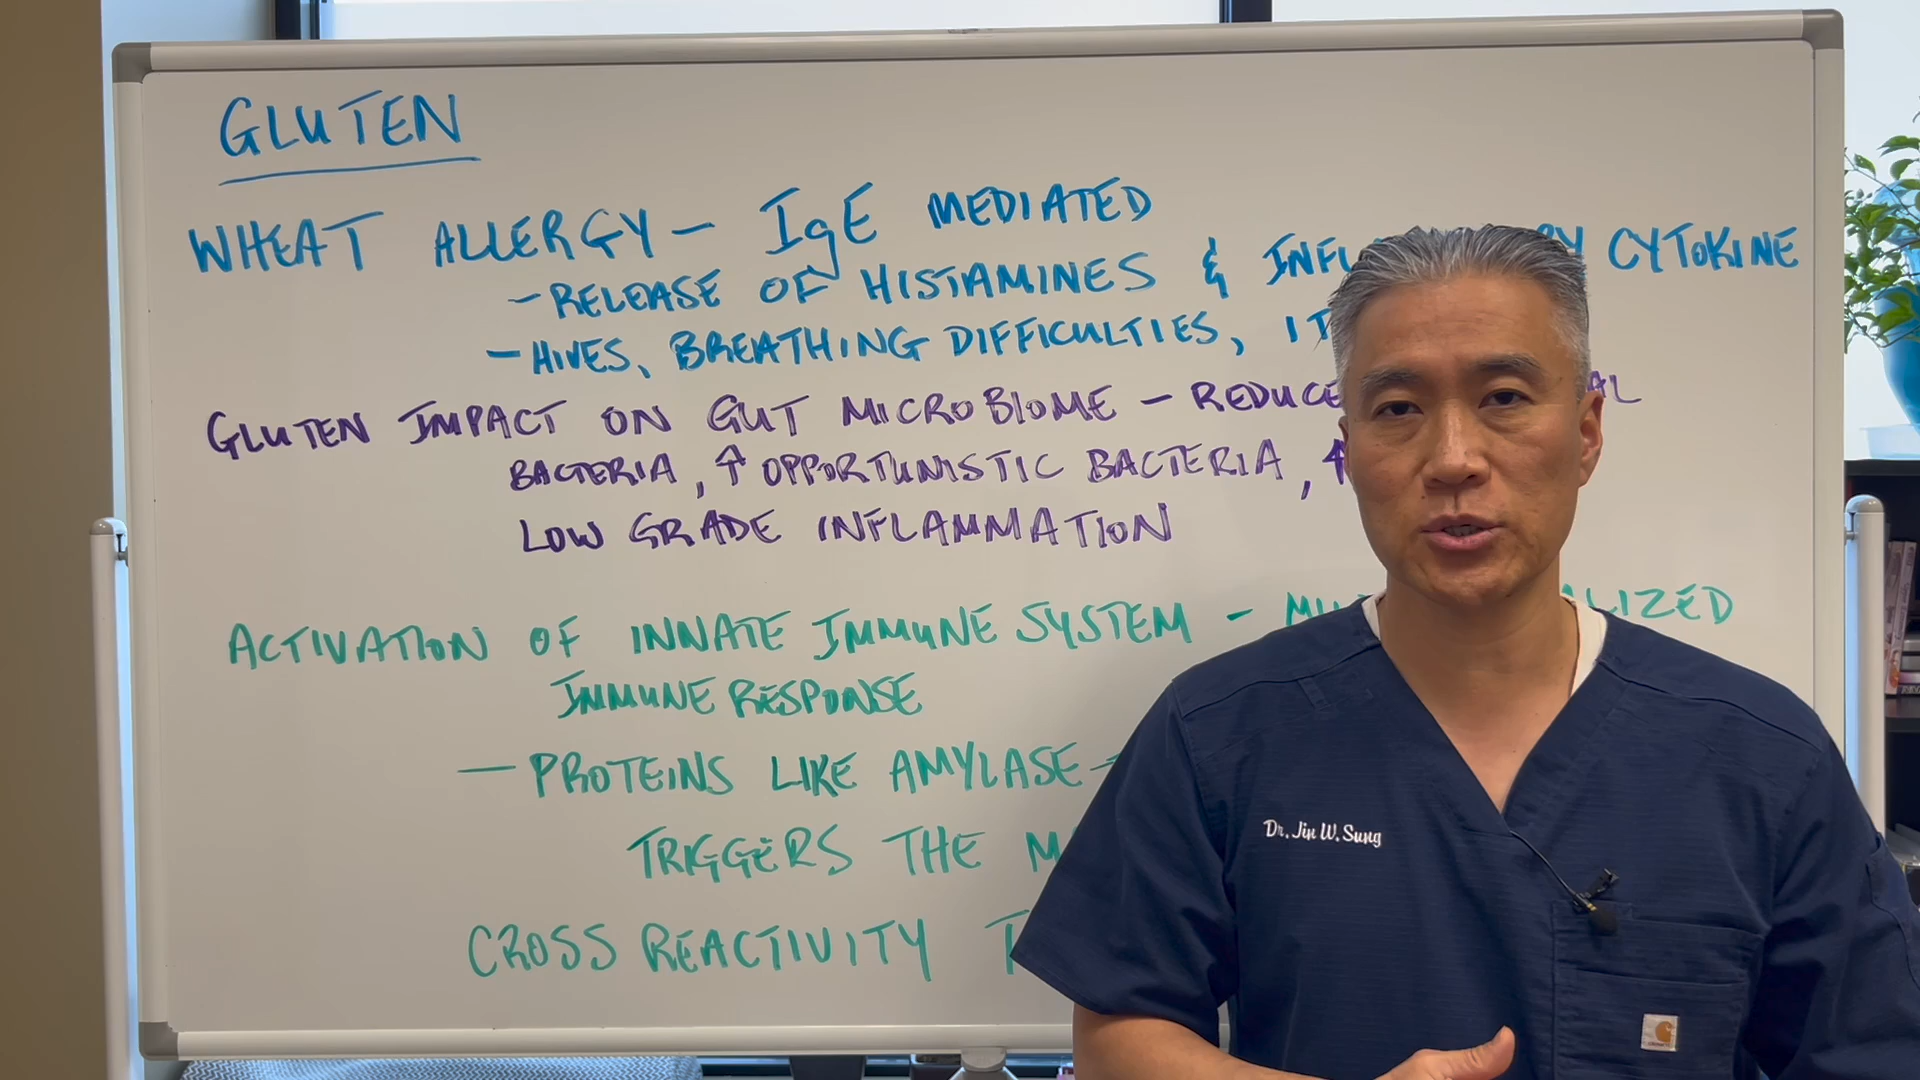 GLUTEN
WHEAT ALLERGY - IgE MEDIATED
- RELEASE OF HISTAMINES & CYTOKINE
- HIVES, BREATHING DIFFICULTIES,
GLUTEN IMPACT ON GUT MICROBIOME - REDUCE
BACTERIA, ↑ OPPORTUNISTIC BACTERIA, ↑
LOW GRADE INFLAMMATION
ACTIVATION OF INNATE IMMUNE SYSTEM -
IMMUNE RESPONSE
- PROTEINS LIKE AMYLASE -
TRIGGERS THE
CROSS REACTIVITY
Dr. Jin W. Sung